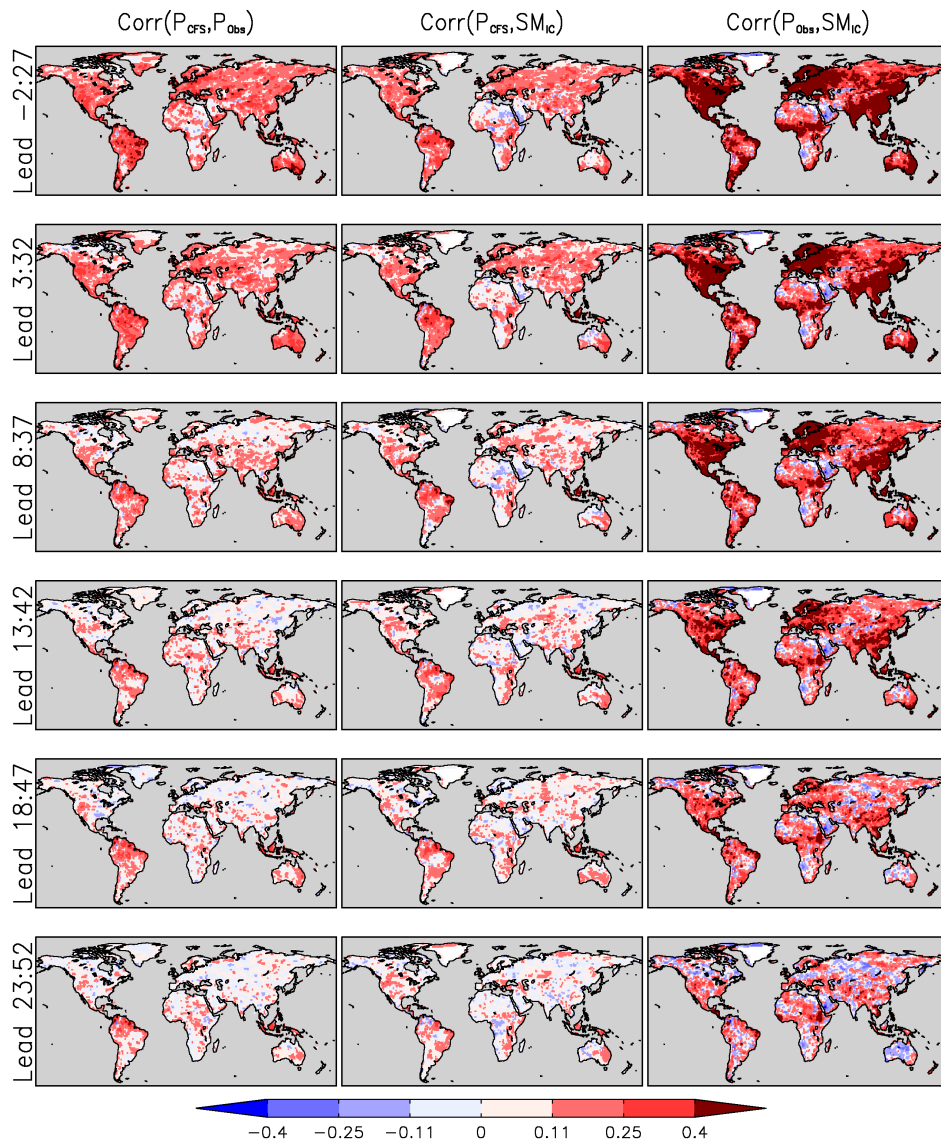 Corr(P_CFS,P_Obs) Corr(P_CFS,SM_IC) Corr(P_Obs,SM_IC)
Lead −2:27
Lead 3:32
Lead 8:37
Lead 13:42
Lead 18:47
Lead 23:52
−0.4 −0.25 −0.11 0 0.11 0.25 0.4